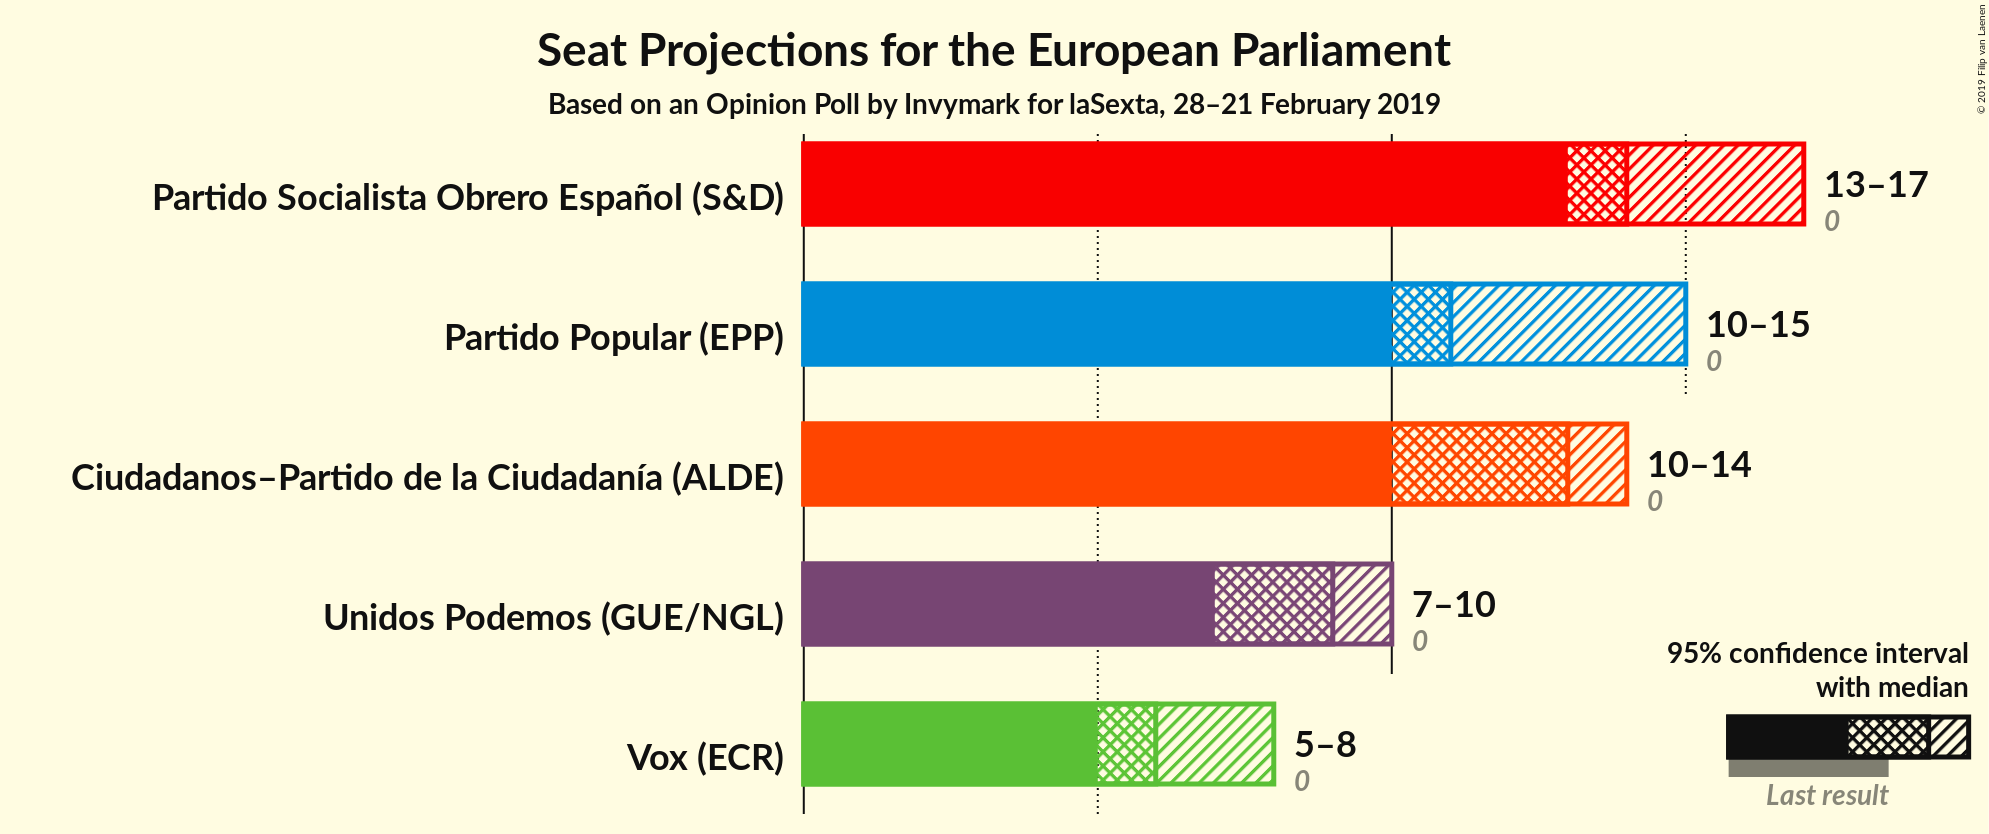 Seat Projections for the European Parliament
Based on an Opinion Poll by Invymark for laSexta, 28–21 February 2019
© 2019 Filip van Laenen
Partido Socialista Obrero Español (S&D)
13–17
0
Partido Popular (EPP)
10–15
0
Ciudadanos–Partido de la Ciudadanía (ALDE)
10–14
0
Unidos Podemos (GUE/NGL)
7–10
0
Vox (ECR)
5–8
0
95% confidence interval
with median
Last result